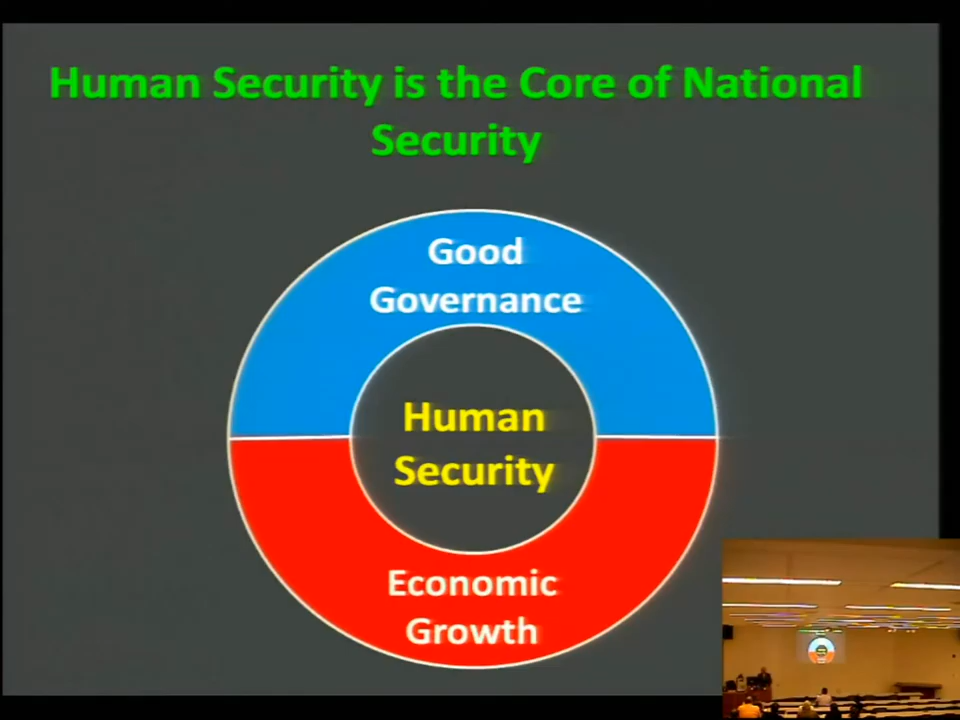 Human Security is the Core of National
Security
Good
Governance
Human
Security
Economic
Growth